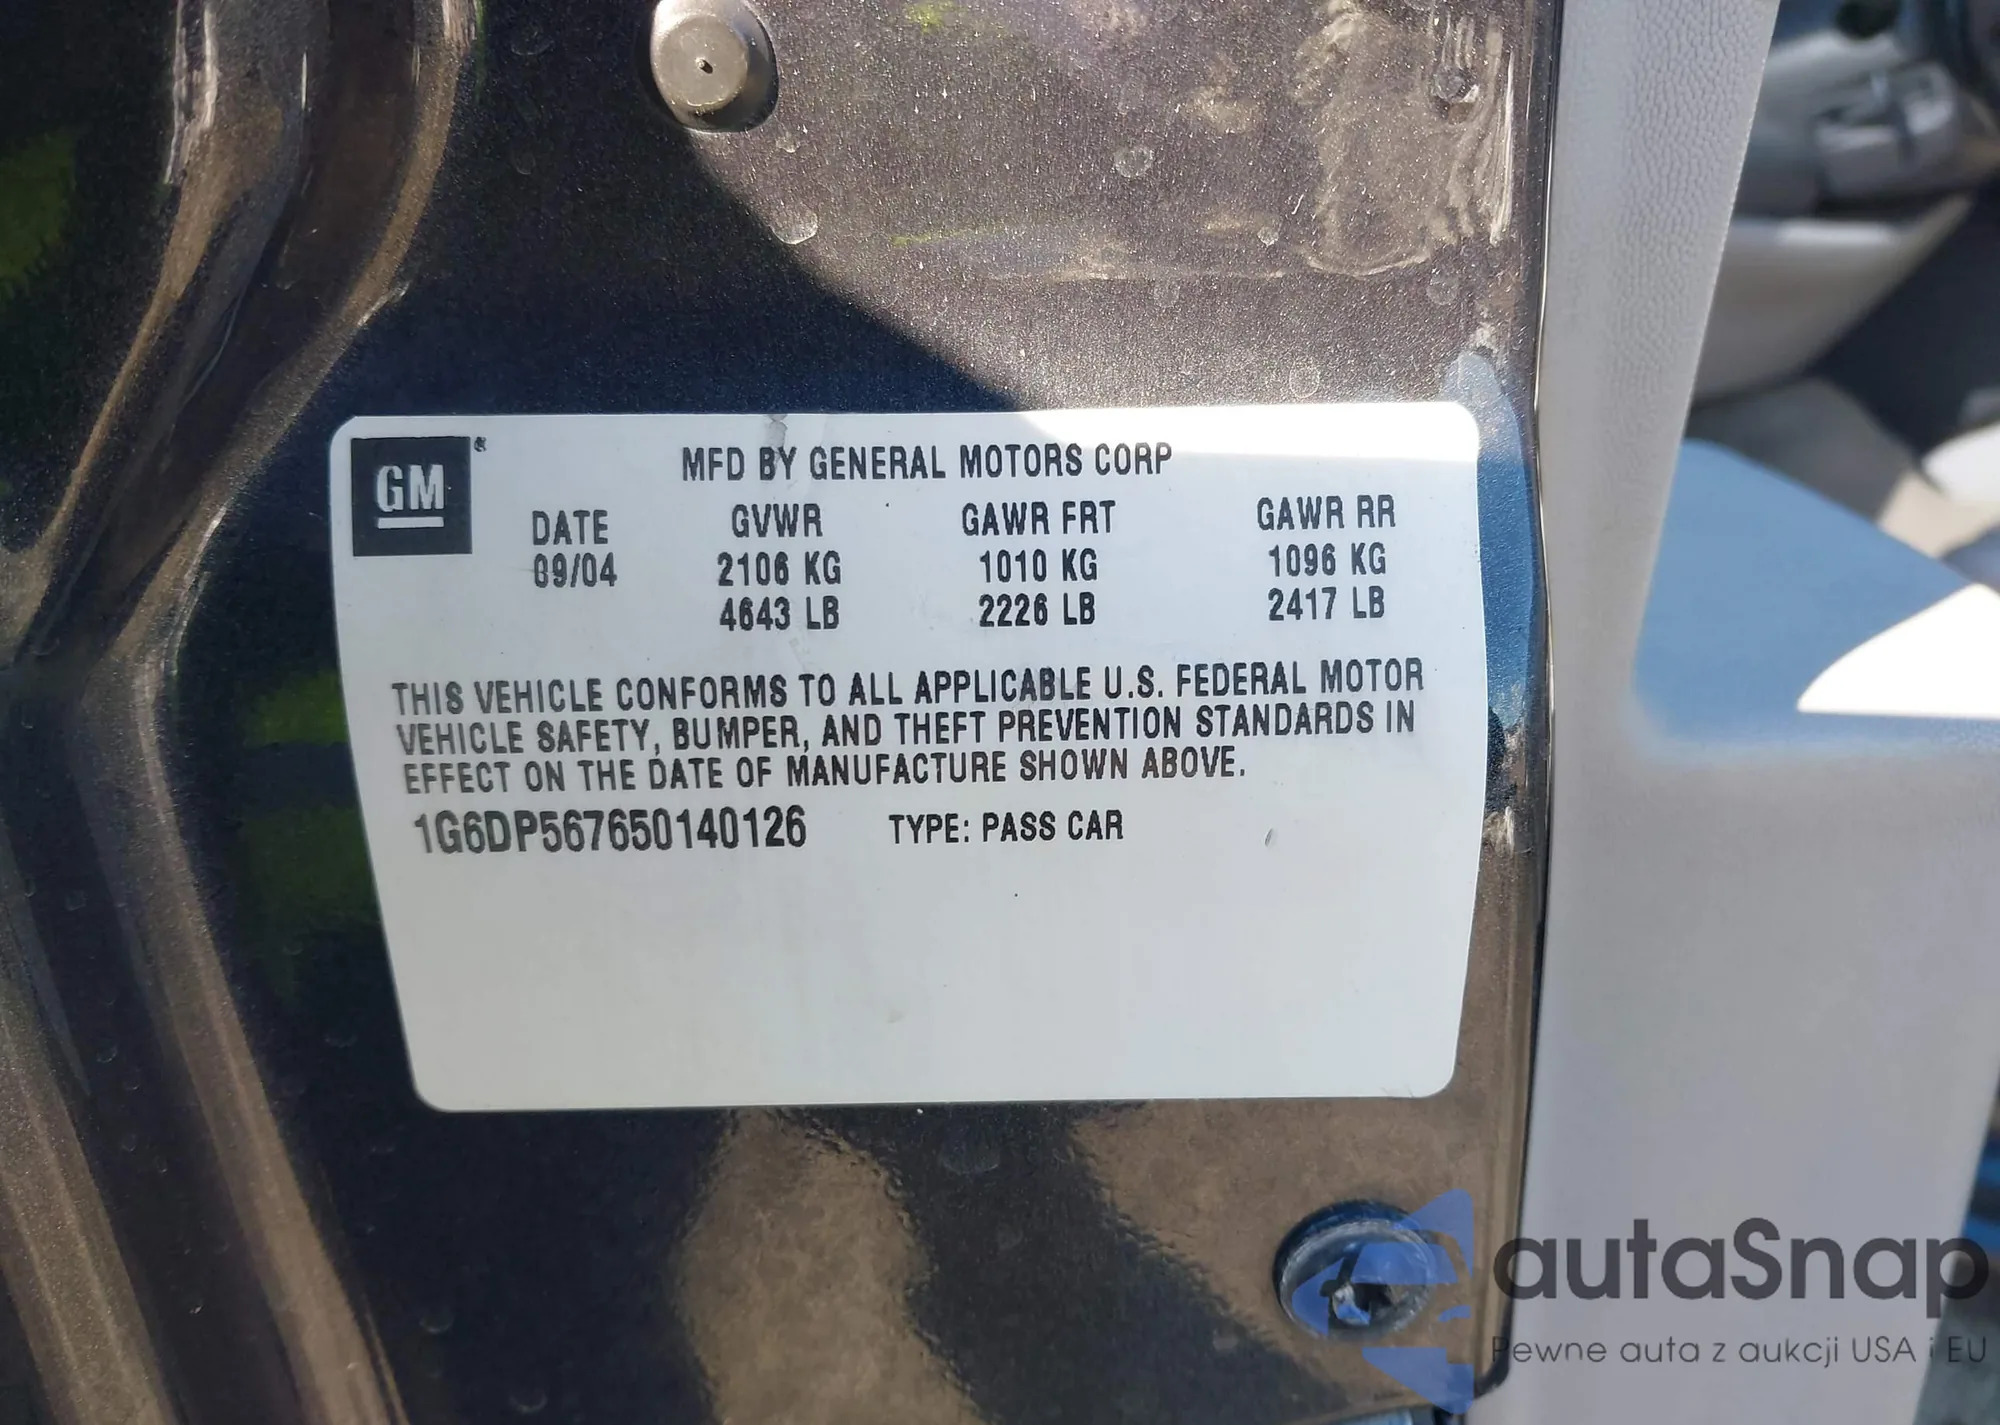 GM®
MFD BY GENERAL MOTORS CORP
DATE GVWR GAWR FRT GAWR RR
09/04 2106 KG 1010 KG 1096 KG
4643 LB 2226 LB 2417 LB
THIS VEHICLE CONFORMS TO ALL APPLICABLE U.S. FEDERAL MOTOR
VEHICLE SAFETY, BUMPER, AND THEFT PREVENTION STANDARDS IN
EFFECT ON THE DATE OF MANUFACTURE SHOWN ABOVE.
1G6DP567650140126 TYPE: PASS CAR
autaSnap
Pewne auta z aukcji USA i EU